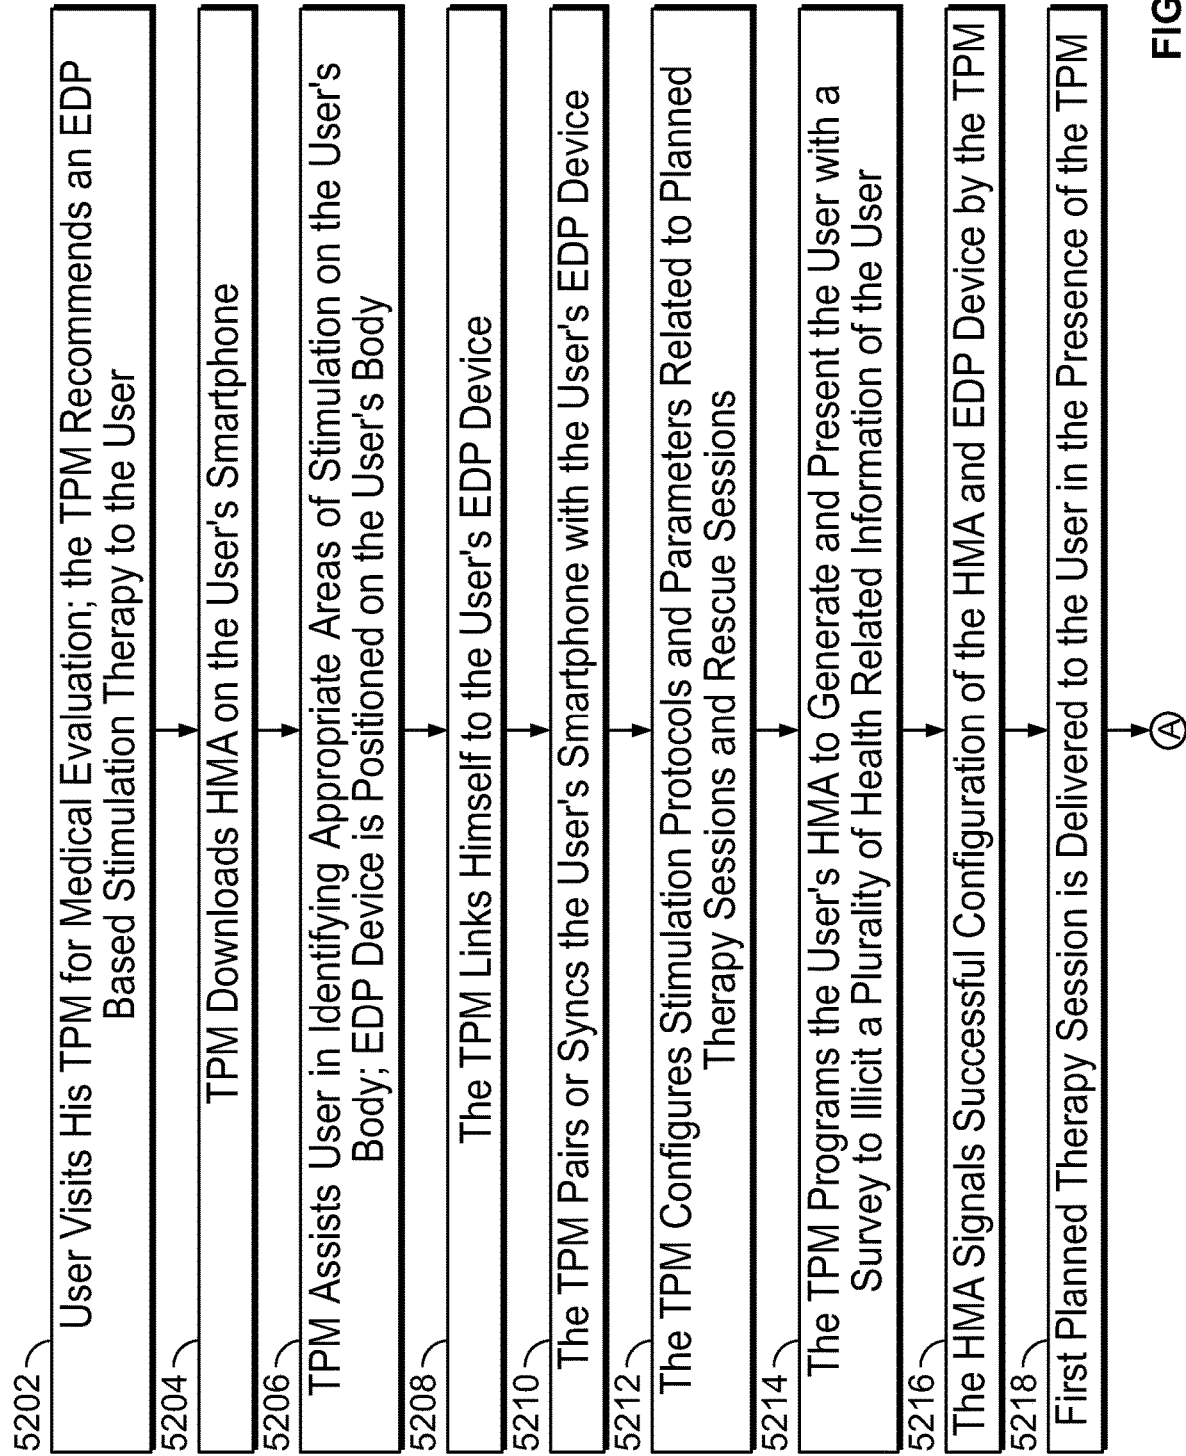 5202
User Visits His TPM for Medical Evaluation; the TPM Recommends an EDP
Based Stimulation Therapy to the User
5204
TPM Downloads HMA on the User's Smartphone
5206
TPM Assists User in Identifying Appropriate Areas of Stimulation on the User's
Body; EDP Device is Positioned on the User's Body
5208
The TPM Links Himself to the User's EDP Device
5210
The TPM Pairs or Syncs the User's Smartphone with the User's EDP Device
5212
The TPM Configures Stimulation Protocols and Parameters Related to Planned
Therapy Sessions and Rescue Sessions
5214
The TPM Programs the User's HMA to Generate and Present the User with a
Survey to Illicit a Plurality of Health Related Information of the User
5216
The HMA Signals Successful Configuration of the HMA and EDP Device by the TPM
5218
First Planned Therapy Session is Delivered to the User in the Presence of the TPM
A
FIG